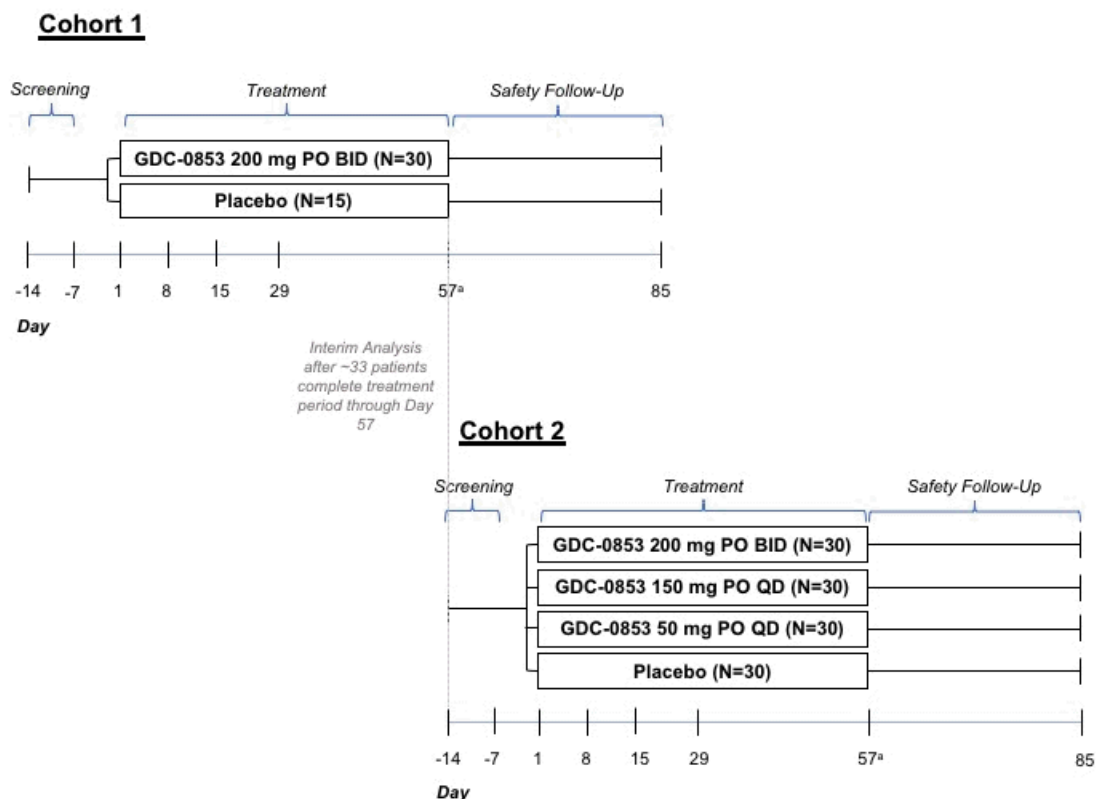 Cohort 1
Screening
Treatment
Safety Follow-Up
GDC-0853 200 mg PO BID (N=30)
Placebo (N=15)
-14 -7 1 8 15 29 57ª 85
Day
Interim Analysis
after ~33 patients
complete treatment
period through Day
57
Cohort 2
Screening
Treatment
Safety Follow-Up
GDC-0853 200 mg PO BID (N=30)
GDC-0853 150 mg PO QD (N=30)
GDC-0853 50 mg PO QD (N=30)
Placebo (N=30)
-14 -7 1 8 15 29 57ª 85
Day